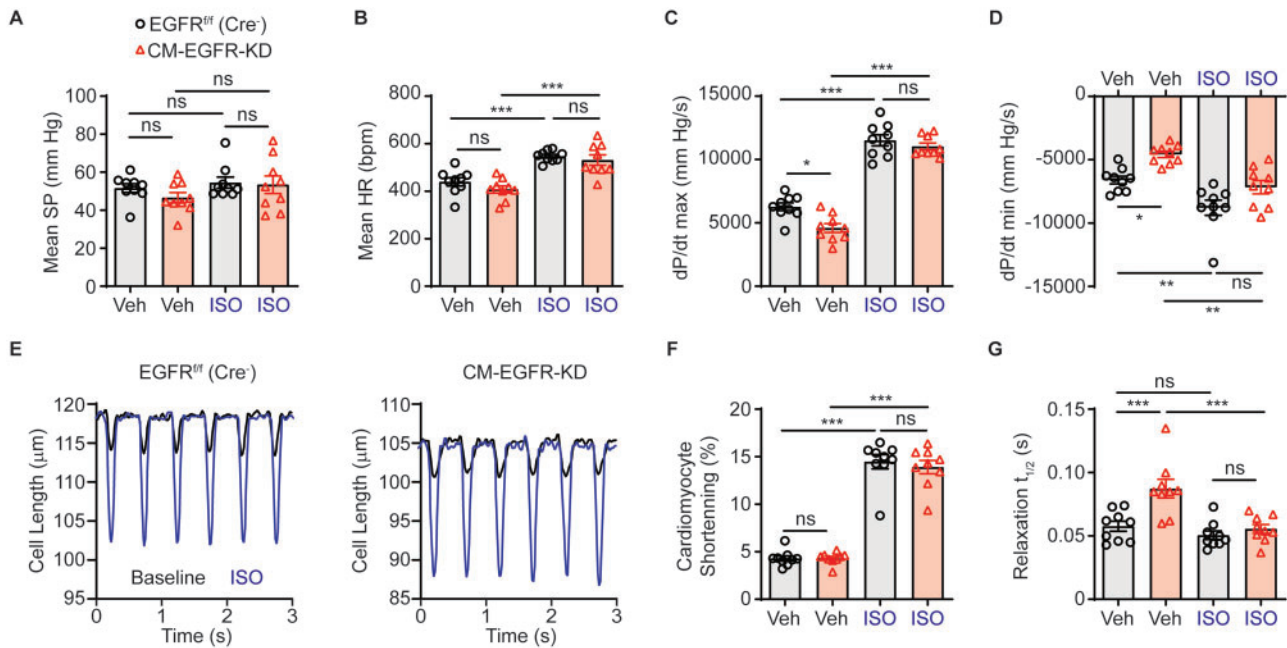 A
EGFRf/f (Cre-)
CM-EGFR-KD
ns
ns
ns
ns
Mean SP (mm Hg)
100
80
60
40
20
0
Veh Veh ISO ISO
B
***
***
ns
ns
Mean HR (bpm)
800
600
400
200
0
Veh Veh ISO ISO
C
***
***
ns
*
dP/dt max (mm Hg/s)
15000
10000
5000
0
Veh Veh ISO ISO
D
Veh Veh ISO ISO
dP/dt min (mm Hg/s)
0
-5000
-10000
-15000
*
** ns
**
E
EGFRf/f (Cre-)
Cell Length (μm)
120
115
110
105
100
95
Baseline ISO
0 1 2 3
Time (s)
CM-EGFR-KD
Cell Length (μm)
110
105
100
95
90
85
0 1 2 3
Time (s)
F
***
***
ns
ns
Cardiomyocyte
Shortenning (%)
20
15
10
5
0
Veh Veh ISO ISO
G
ns
***
***
ns
Relaxation t1/2 (s)
0.15
0.10
0.05
0.00
Veh Veh ISO ISO